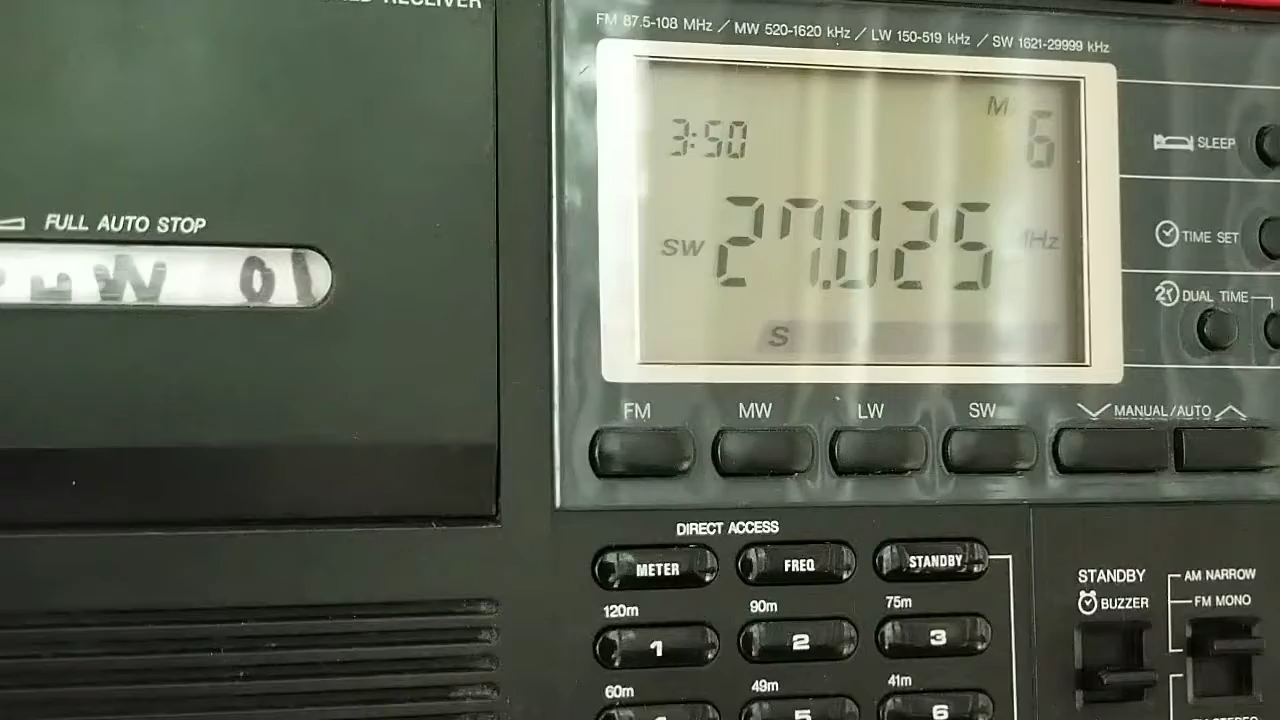 RECEIVER
FM 87.5-108 MHz / MW 520-1620 kHz / LW 150-519 kHz / SW 1621-29999 kHz
M 6
3:50
SW 27.025
S
SLEEP
TIME SET
DUAL TIME
FULL AUTO STOP
01
FM MW LW SW MANUAL/AUTO
DIRECT ACCESS
METER FREQ STANDBY
120m 90m 75m
1 2 3
60m 49m 41m
6
STANDBY
BUZZER
AM NARROW
FM MONO